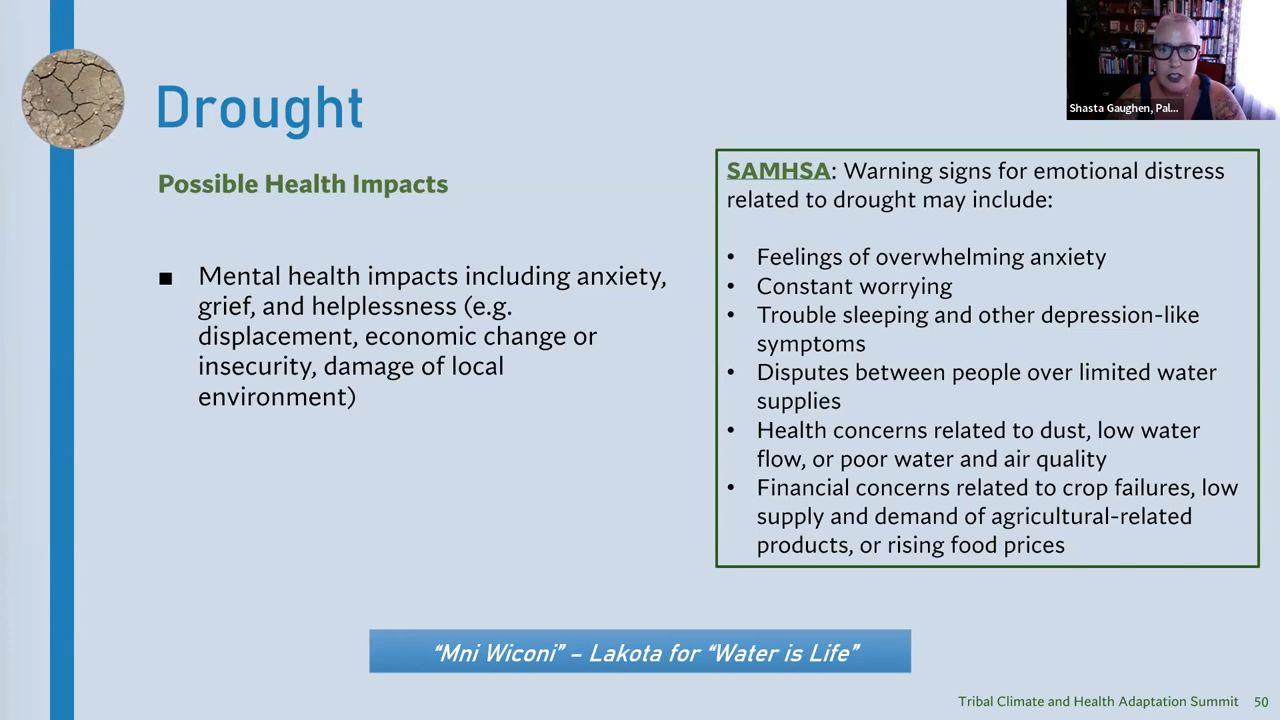 Shasta Gaughen, Pal...
Drought
Possible Health Impacts
■ Mental health impacts including anxiety,
grief, and helplessness (e.g.
displacement, economic change or
insecurity, damage of local
environment)
SAMHSA: Warning signs for emotional distress
related to drought may include:
• Feelings of overwhelming anxiety
• Constant worrying
• Trouble sleeping and other depression-like
symptoms
• Disputes between people over limited water
supplies
• Health concerns related to dust, low water
flow, or poor water and air quality
• Financial concerns related to crop failures, low
supply and demand of agricultural-related
products, or rising food prices
“Mni Wiconi” – Lakota for “Water is Life”
Tribal Climate and Health Adaptation Summit 50